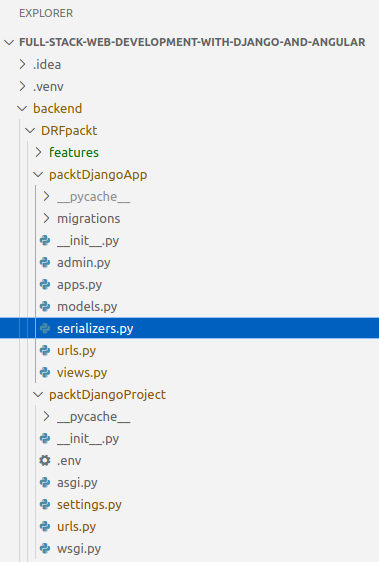 EXPLORER
FULL-STACK-WEB-DEVELOPMENT-WITH-DJANGO-AND-ANGULAR
.idea
.venv
backend
DRFpackt
features
packtDjangoApp
__pycache__
migrations
__init__.py
admin.py
apps.py
models.py
serializers.py
urls.py
views.py
packtDjangoProject
__pycache__
__init__.py
.env
asgi.py
settings.py
urls.py
wsgi.py